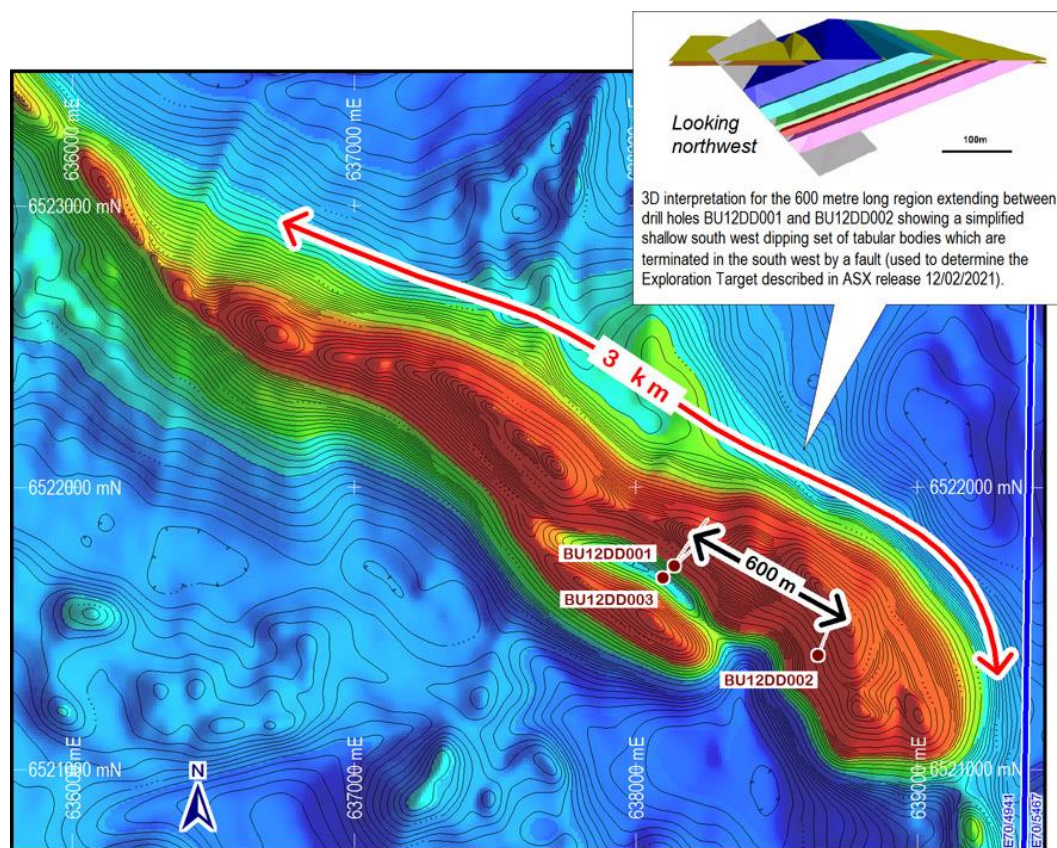 Looking
northwest
100m
3D interpretation for the 600 metre long region extending between
drill holes BU12DD001 and BU12DD002 showing a simplified
shallow south west dipping set of tabular bodies which are
terminated in the south west by a fault (used to determine the
Exploration Target described in ASX release 12/02/2021).
636000 mE
637000 mE
6523000 mN
3 km
6522000 mN
6522000 mN
BU12DD001
600 m
BU12DD003
BU12DD002
636000 mE
637000 mE
638000 mE
639000 mE
6521000 mN
6521000 mN
N
E70/4941
E70/5467